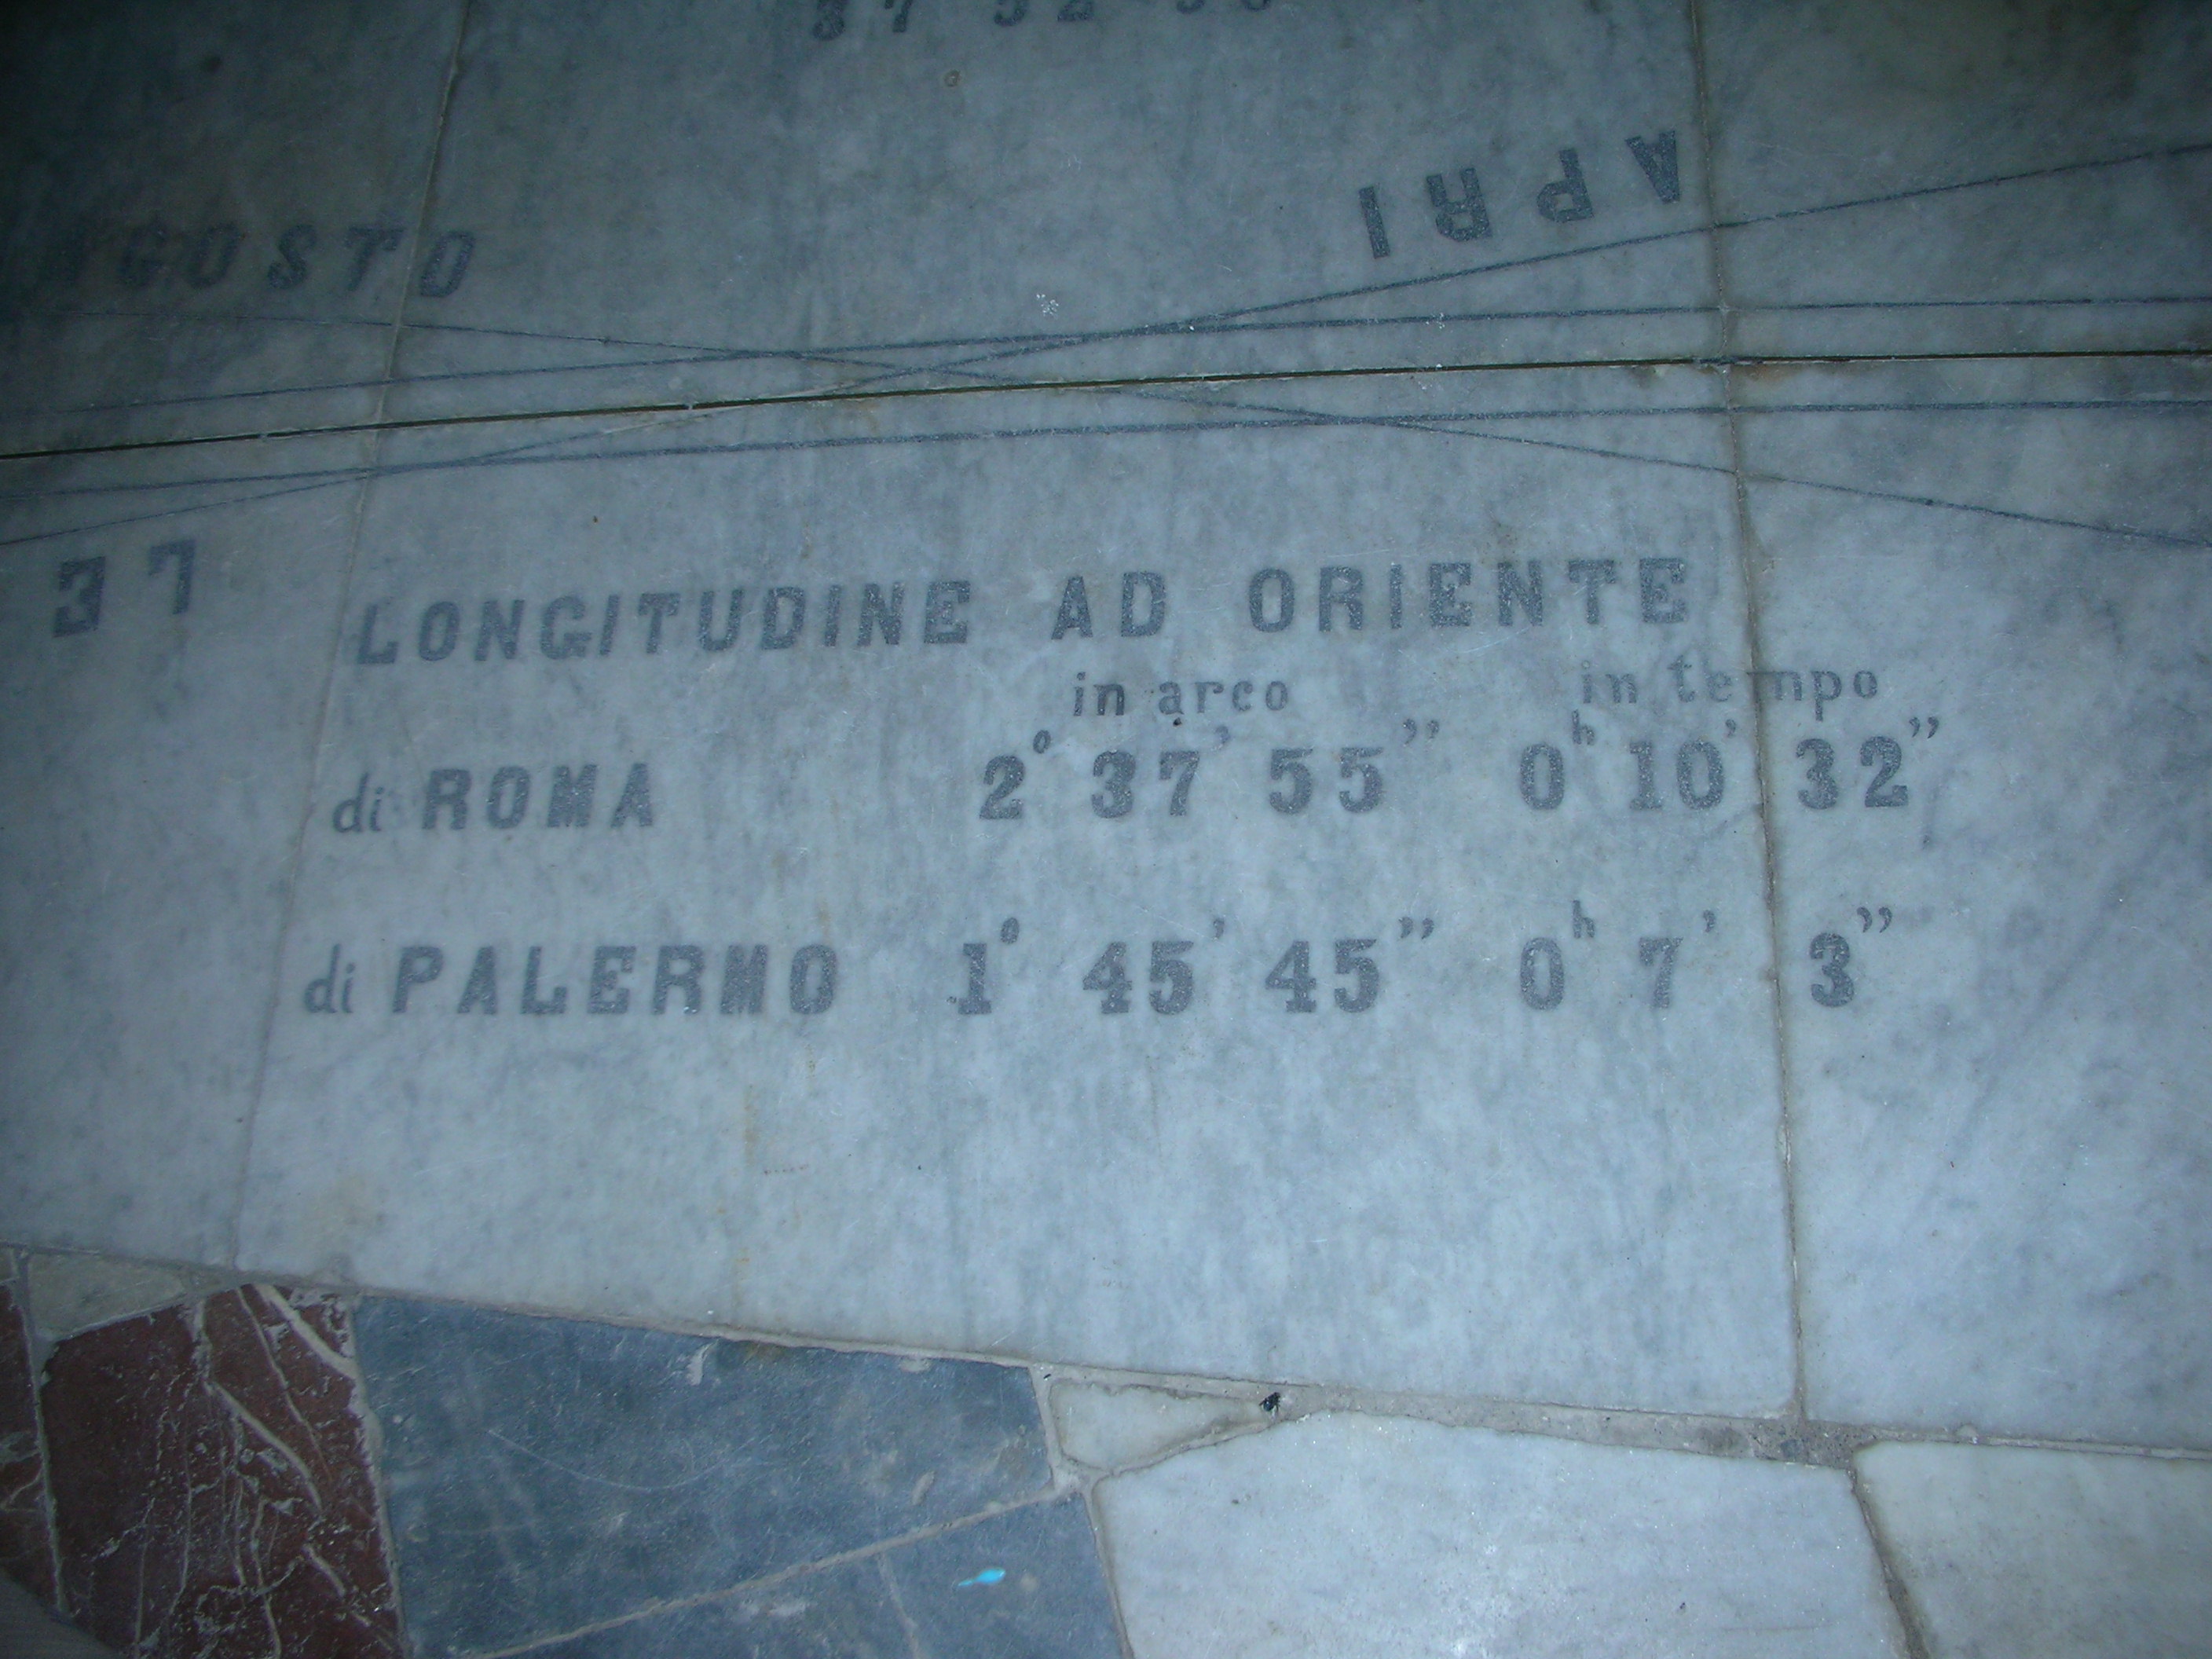 AGOSTO
APRI
37
LONGITUDINE AD ORIENTE
in arco in tempo
di ROMA 2° 37' 55" 0h 10' 32"
di PALERMO 1° 45' 45" 0h 7' 3"